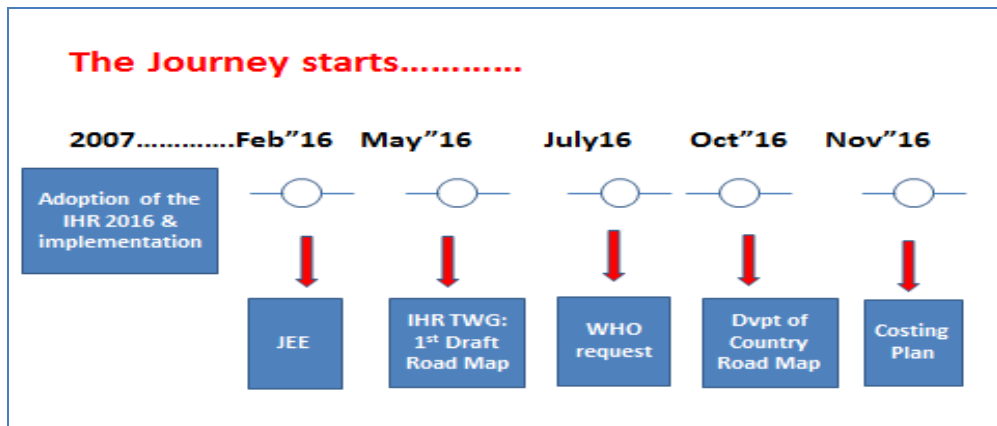 The Journey starts…………
2007………….Feb”16 May”16 July16 Oct”16 Nov”16
Adoption of the
IHR 2016 &
implementation
JEE
IHR TWG:
1st Draft
Road Map
WHO
request
Dvpt of
Country
Road Map
Costing
Plan